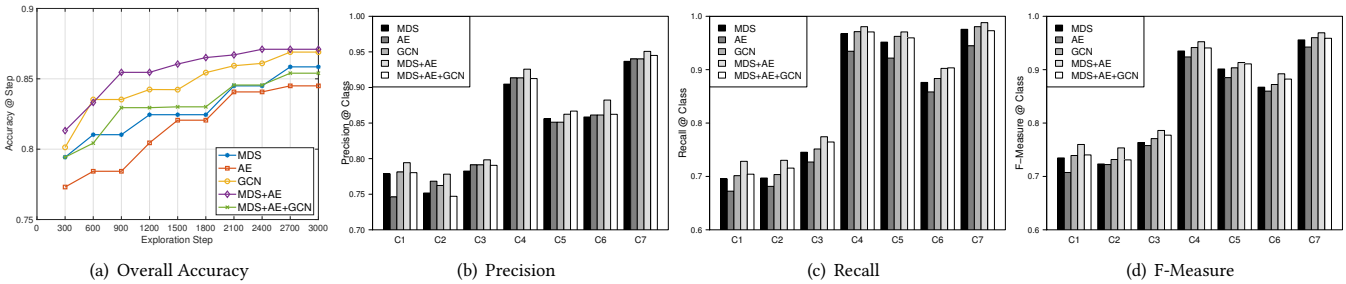 0.9
0.85
0.8
0.75
Accuracy @ Step
300 600 900 1200 1500 1800 2100 2400 2700 3000
Exploration Step
MDS
AE
GCN
MDS+AE
MDS+AE+GCN
(a) Overall Accuracy
1.00
0.95
0.90
0.85
0.80
0.75
0.70
Precision @ Class
MDS
AE
GCN
MDS+AE
MDS+AE+GCN
C1 C2 C3 C4 C5 C6 C7
(b) Precision
1.0
0.9
0.8
0.7
0.6
Recall @ Class
MDS
AE
GCN
MDS+AE
MDS+AE+GCN
C1 C2 C3 C4 C5 C6 C7
(c) Recall
1.0
0.9
0.8
0.7
0.6
F−Measure @ Class
MDS
AE
GCN
MDS+AE
MDS+AE+GCN
C1 C2 C3 C4 C5 C6 C7
(d) F-Measure